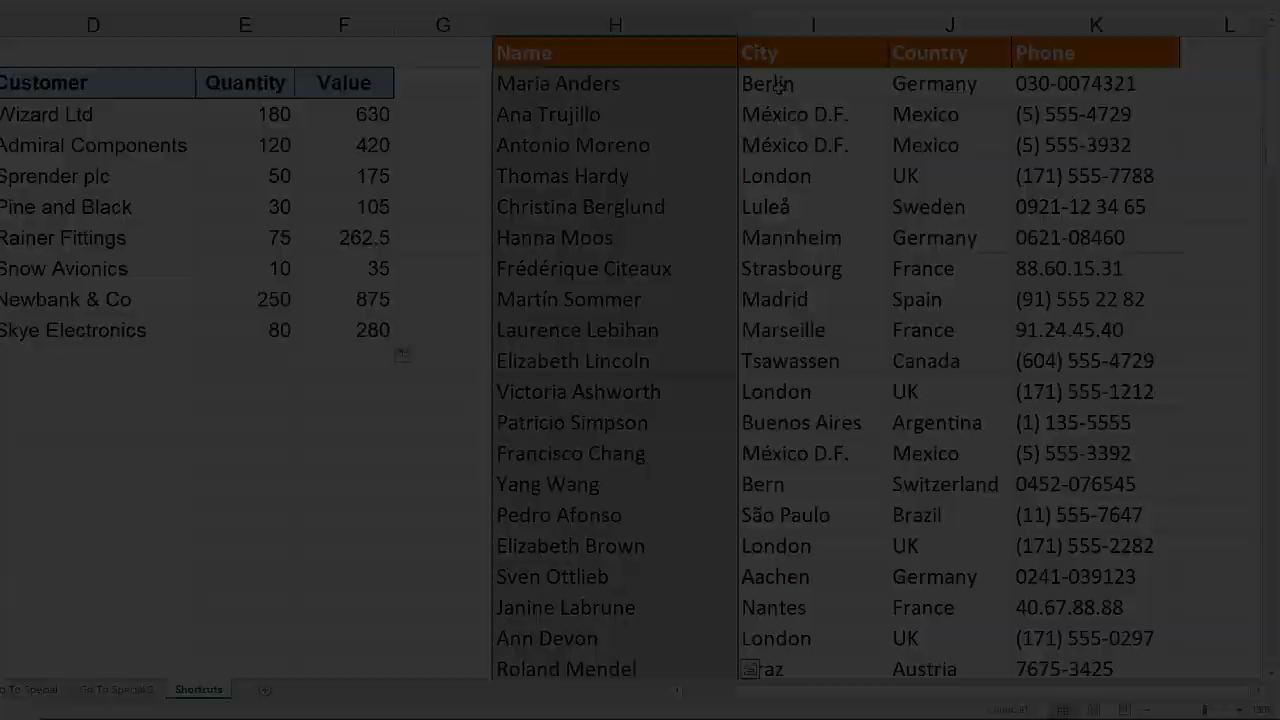 D E F G H I J K L
Name City Country Phone
Customer Quantity Value Maria Anders Berlin Germany 030-0074321
Wizard Ltd 180 630 Ana Trujillo México D.F. Mexico (5) 555-4729
Admiral Components 120 420 Antonio Moreno México D.F. Mexico (5) 555-3932
Sprender plc 50 175 Thomas Hardy London UK (171) 555-7788
Pine and Black 30 105 Christina Berglund Luleå Sweden 0921-12 34 65
Rainer Fittings 75 262.5 Hanna Moos Mannheim Germany 0621-08460
Snow Avionics 10 35 Frédérique Citeaux Strasbourg France 88.60.15.31
Newbank & Co 250 875 Martín Sommer Madrid Spain (91) 555 22 82
Skye Electronics 80 280 Laurence Lebihan Marseille France 91.24.45.40
Elizabeth Lincoln Tsawassen Canada (604) 555-4729
Victoria Ashworth London UK (171) 555-1212
Patricio Simpson Buenos Aires Argentina (1) 135-5555
Francisco Chang México D.F. Mexico (5) 555-3392
Yang Wang Bern Switzerland 0452-076545
Pedro Afonso São Paulo Brazil (11) 555-7647
Elizabeth Brown London UK (171) 555-2282
Sven Ottlieb Aachen Germany 0241-039123
Janine Labrune Nantes France 40.67.88.88
Ann Devon London UK (171) 555-0297
Roland Mendel raz Austria 7675-3425
To Special Go To Special Shortcuts